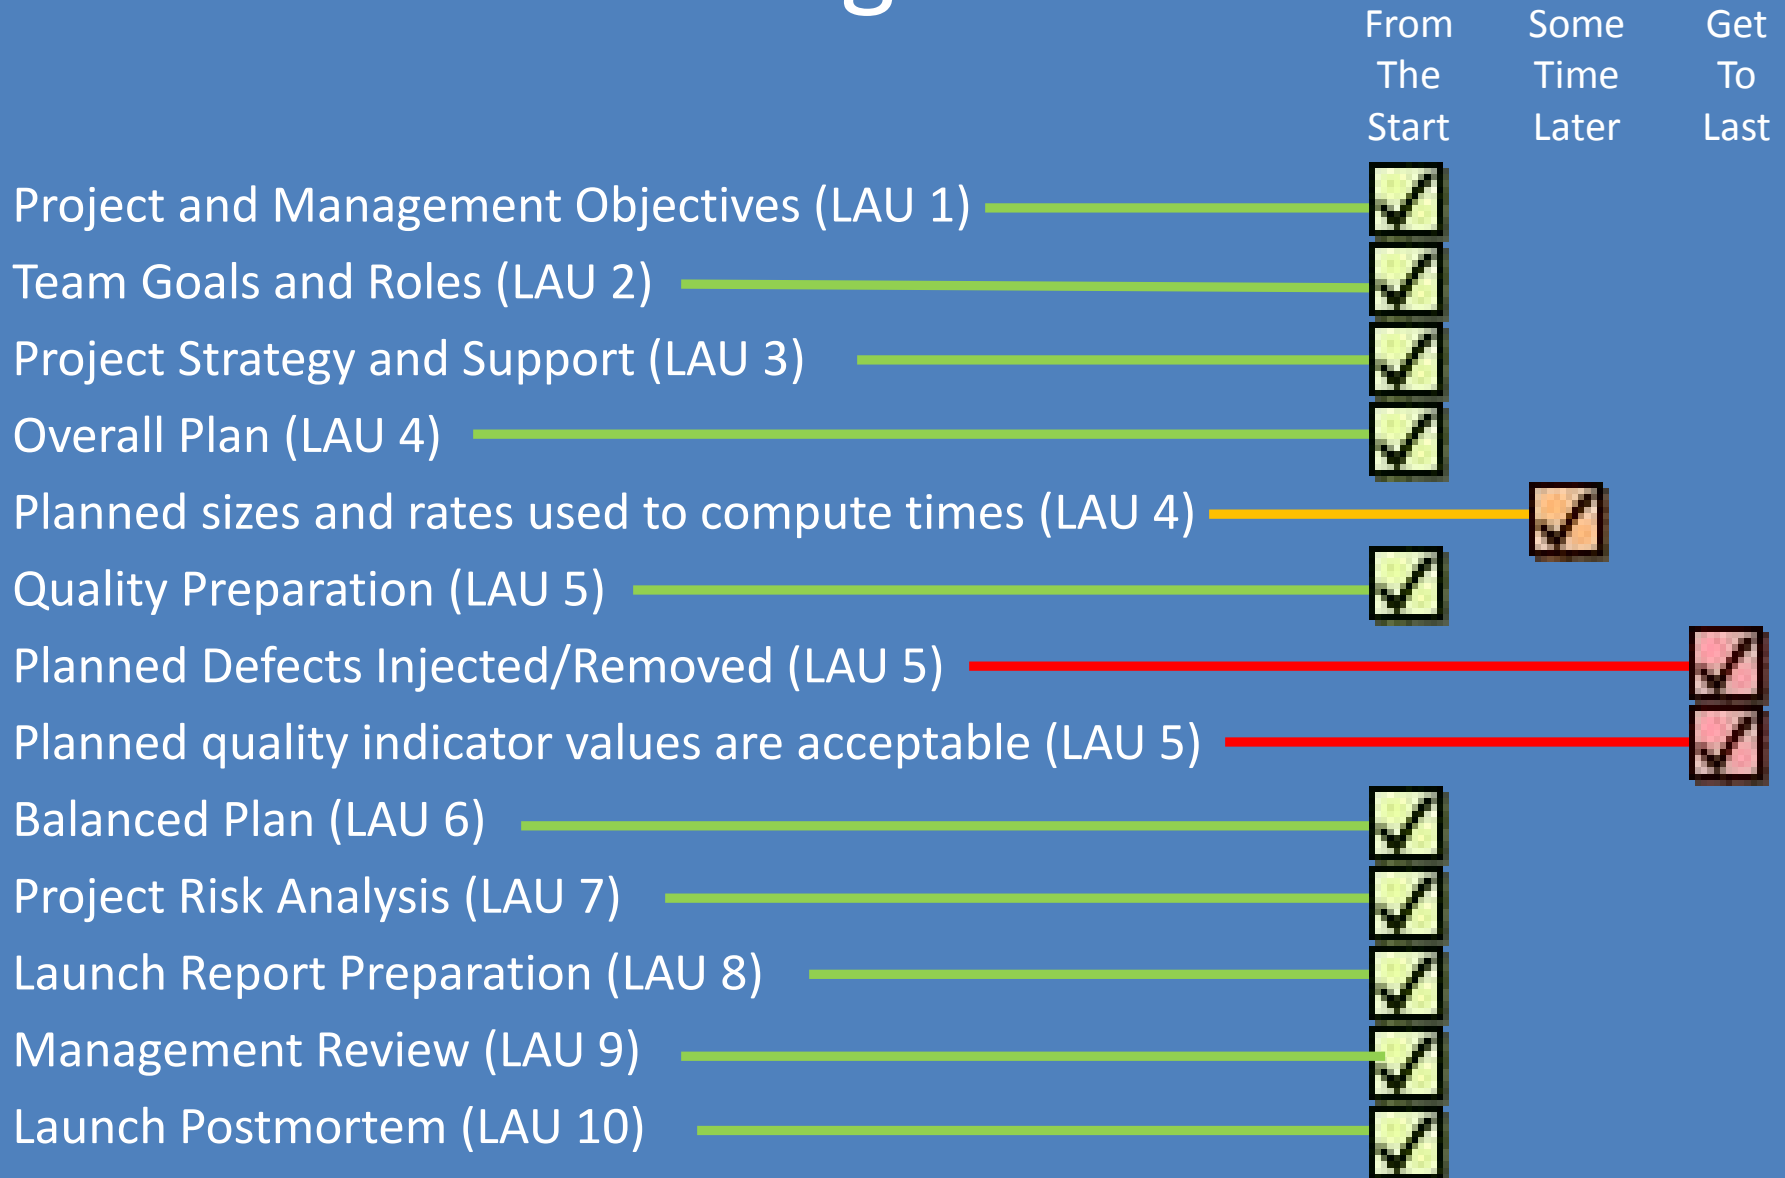 From Some Get
The Time To
Start Later Last
Project and Management Objectives (LAU 1)
Team Goals and Roles (LAU 2)
Project Strategy and Support (LAU 3)
Overall Plan (LAU 4)
Planned sizes and rates used to compute times (LAU 4)
Quality Preparation (LAU 5)
Planned Defects Injected/Removed (LAU 5)
Planned quality indicator values are acceptable (LAU 5)
Balanced Plan (LAU 6)
Project Risk Analysis (LAU 7)
Launch Report Preparation (LAU 8)
Management Review (LAU 9)
Launch Postmortem (LAU 10)